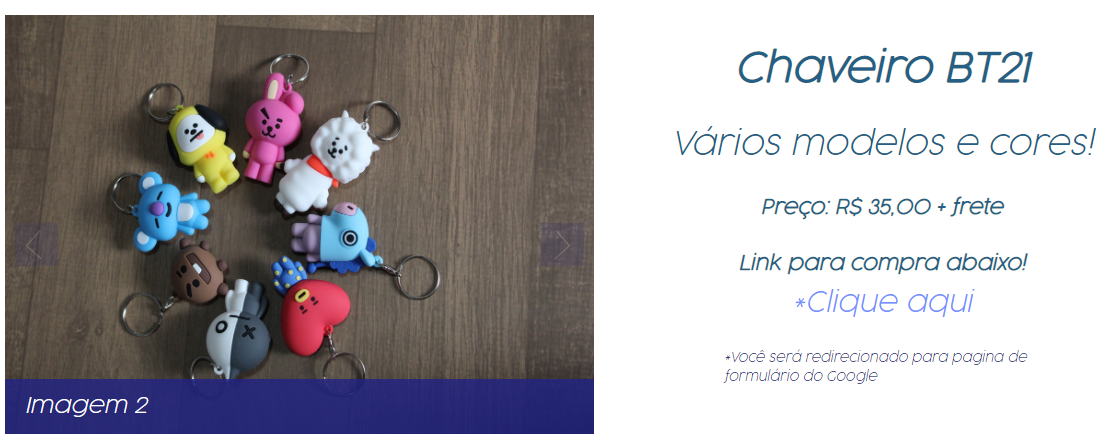 Chaveiro BT21
Vários modelos e cores!
Preço: R$ 35,00 + frete
Link para compra abaixo!
*Clique aqui
*Você será redirecionado para pagina de
formulário do Google
Imagem 2